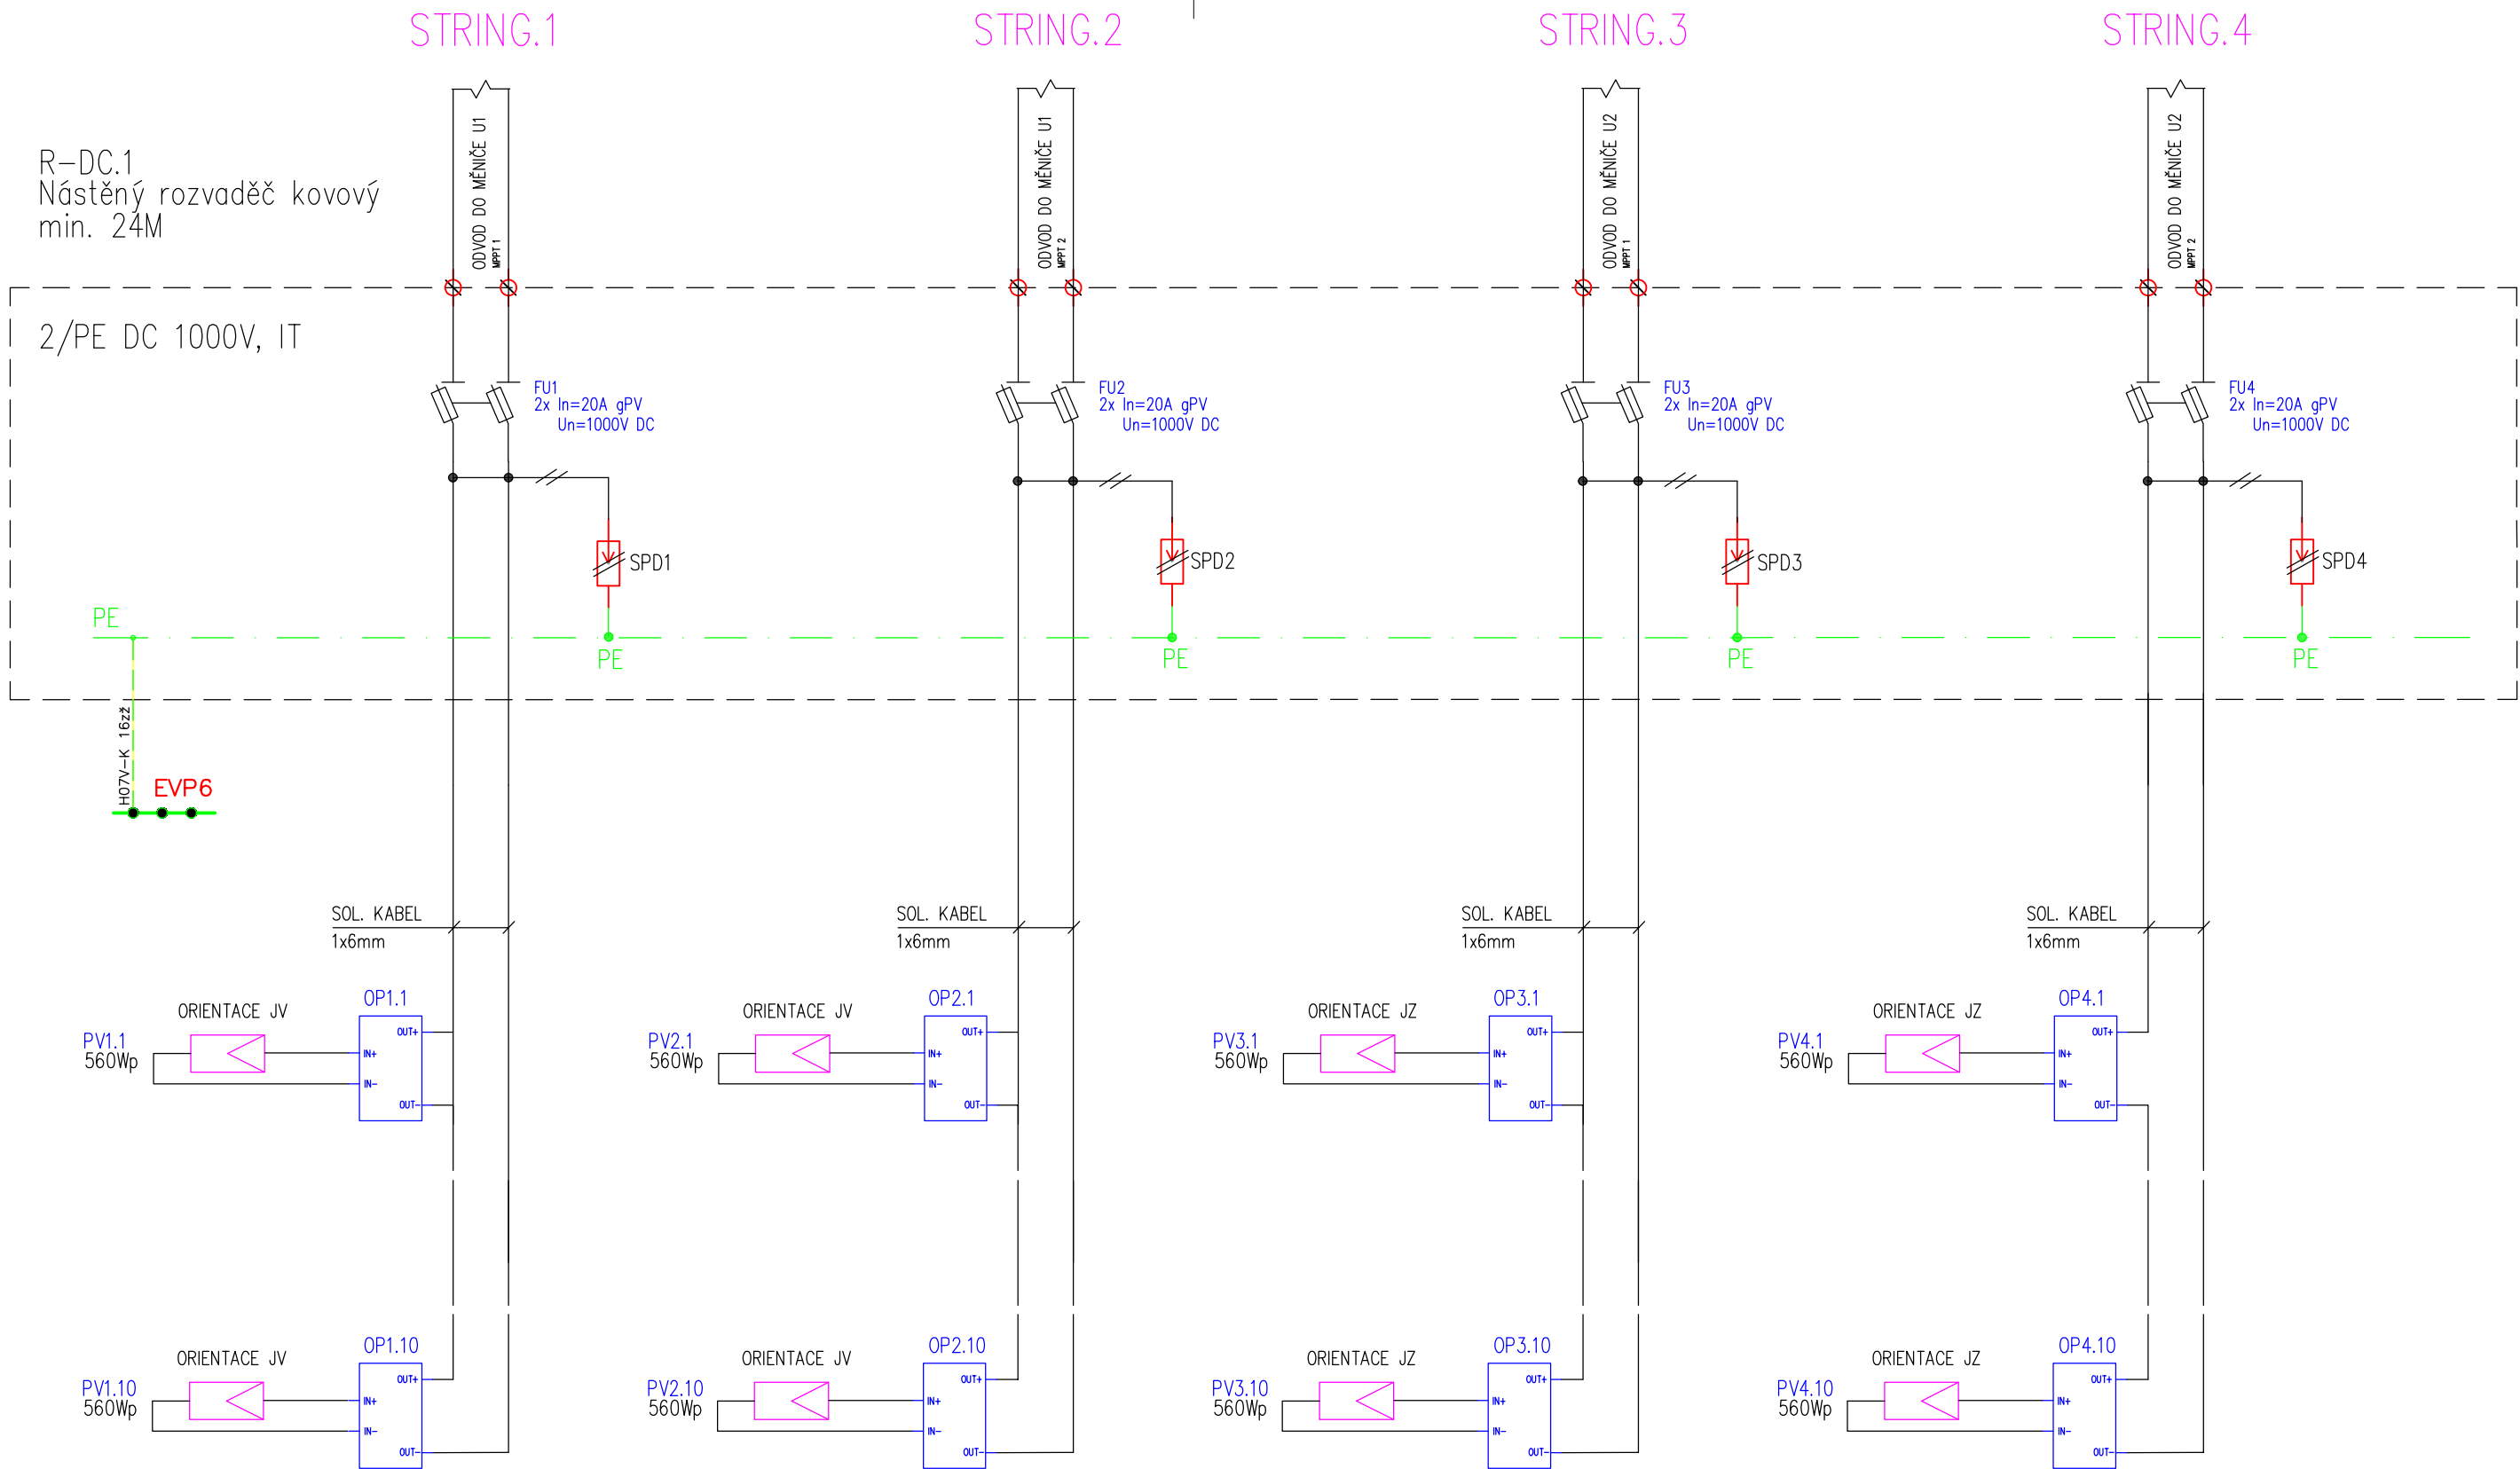 STRING.1
STRING.2
STRING.3
STRING.4
R-DC.1
Nástěný rozvaděč kovový
min. 24M
ODVOD DO MĚNIČE U1
MPPT 1
ODVOD DO MĚNIČE U1
MPPT 2
ODVOD DO MĚNIČE U2
MPPT 1
ODVOD DO MĚNIČE U2
MPPT 2
2/PE DC 1000V, IT
FU1
2x In=20A gPV
Un=1000V DC
FU2
2x In=20A gPV
Un=1000V DC
FU3
2x In=20A gPV
Un=1000V DC
FU4
2x In=20A gPV
Un=1000V DC
SPD1
SPD2
SPD3
SPD4
PE
PE
PE
PE
PE
H07V-K 16zž
EVP6
SOL. KABEL
1x6mm
SOL. KABEL
1x6mm
SOL. KABEL
1x6mm
SOL. KABEL
1x6mm
ORIENTACE JV
OP1.1
PV1.1
560Wp
OUT+
IN+
IN-
OUT-
ORIENTACE JV
OP2.1
PV2.1
560Wp
OUT+
IN+
IN-
OUT-
ORIENTACE JZ
OP3.1
PV3.1
560Wp
OUT+
IN+
IN-
OUT-
ORIENTACE JZ
OP4.1
PV4.1
560Wp
OUT+
IN+
IN-
OUT-
ORIENTACE JV
OP1.10
PV1.10
560Wp
OUT+
IN+
IN-
OUT-
ORIENTACE JV
OP2.10
PV2.10
560Wp
OUT+
IN+
IN-
OUT-
ORIENTACE JZ
OP3.10
PV3.10
560Wp
OUT+
IN+
IN-
OUT-
ORIENTACE JZ
OP4.10
PV4.10
560Wp
OUT+
IN+
IN-
OUT-